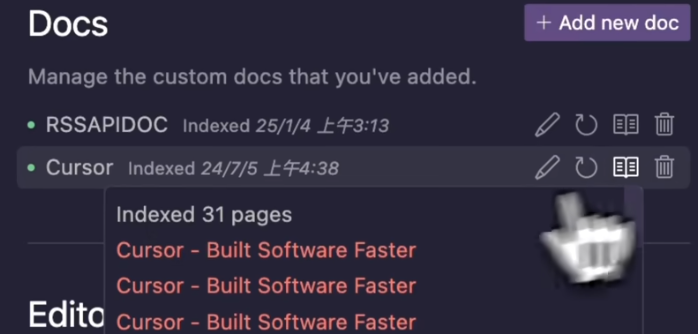 Docs
+ Add new doc
Manage the custom docs that you've added.
RSSAPIDOC Indexed 25/1/4 上午3:13
Cursor Indexed 24/7/5 上午4:38
Indexed 31 pages
Cursor - Built Software Faster
Cursor - Built Software Faster
Cursor - Built Software Faster
Edito